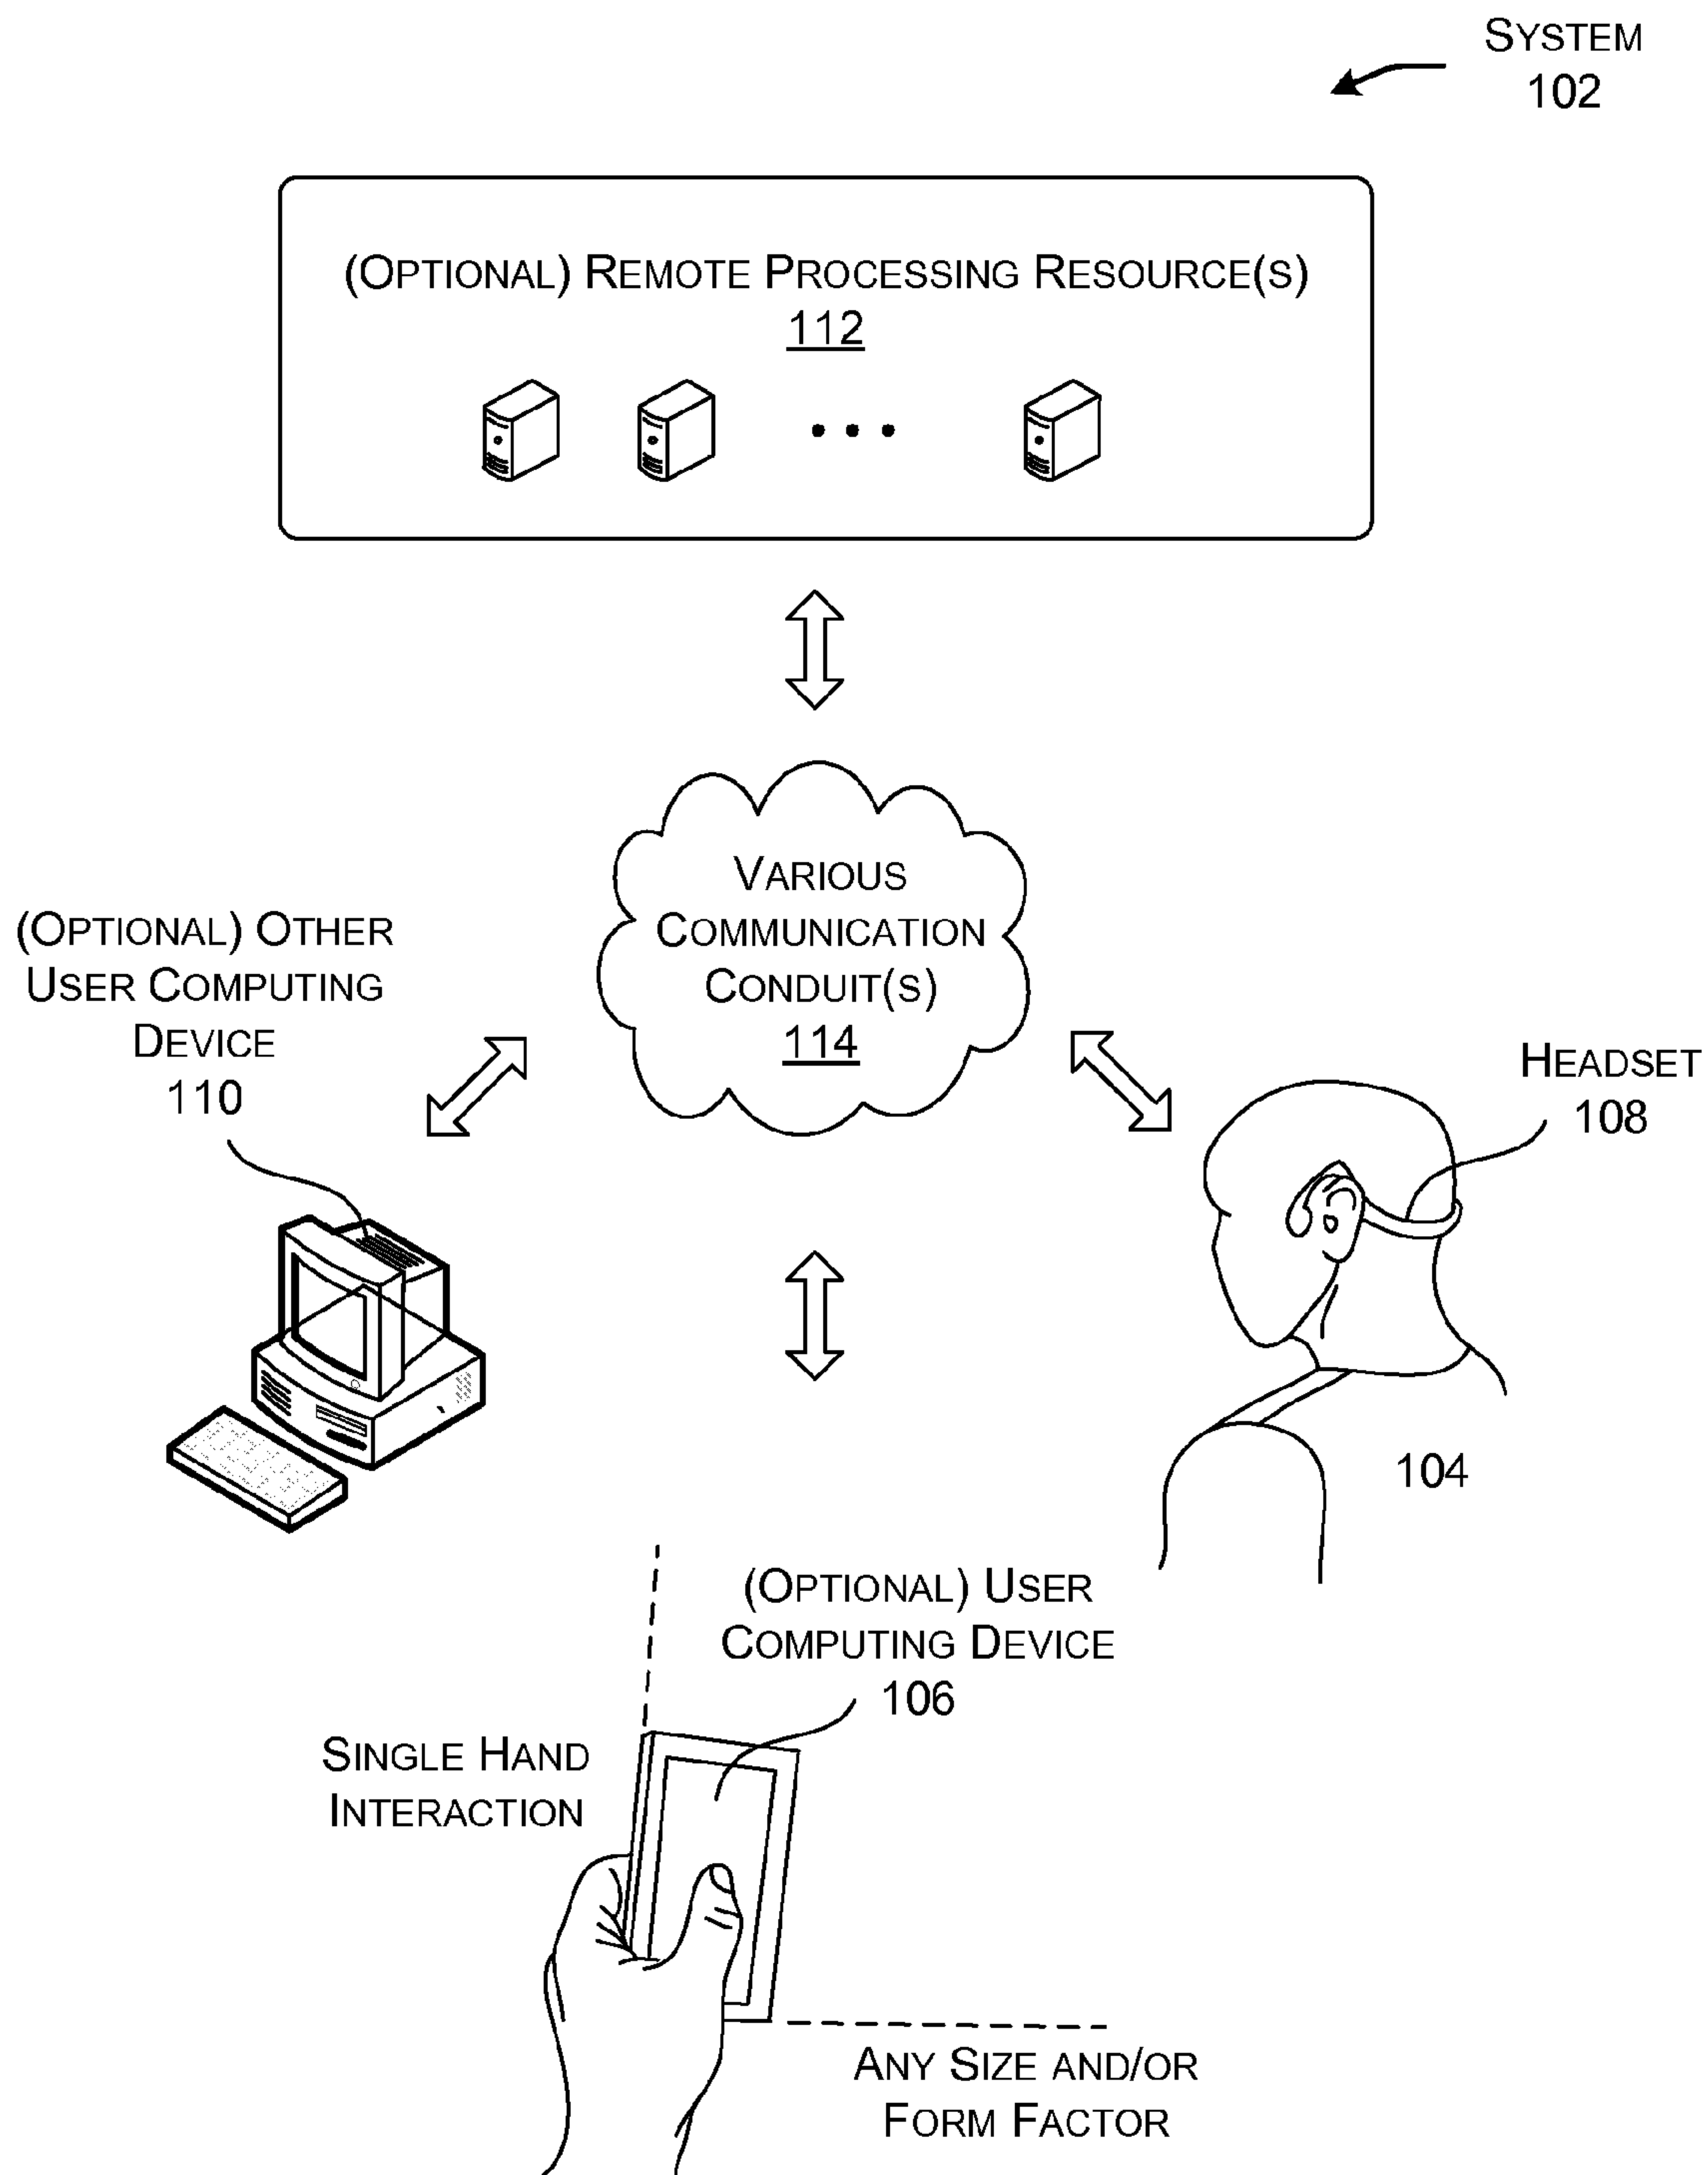 SYSTEM
102
(OPTIONAL) REMOTE PROCESSING RESOURCE(S)
112
VARIOUS
COMMUNICATION
CONDUIT(S)
114
(OPTIONAL) OTHER
USER COMPUTING
DEVICE
110
HEADSET
108
104
(OPTIONAL) USER
COMPUTING DEVICE
106
SINGLE HAND
INTERACTION
ANY SIZE AND/OR
FORM FACTOR